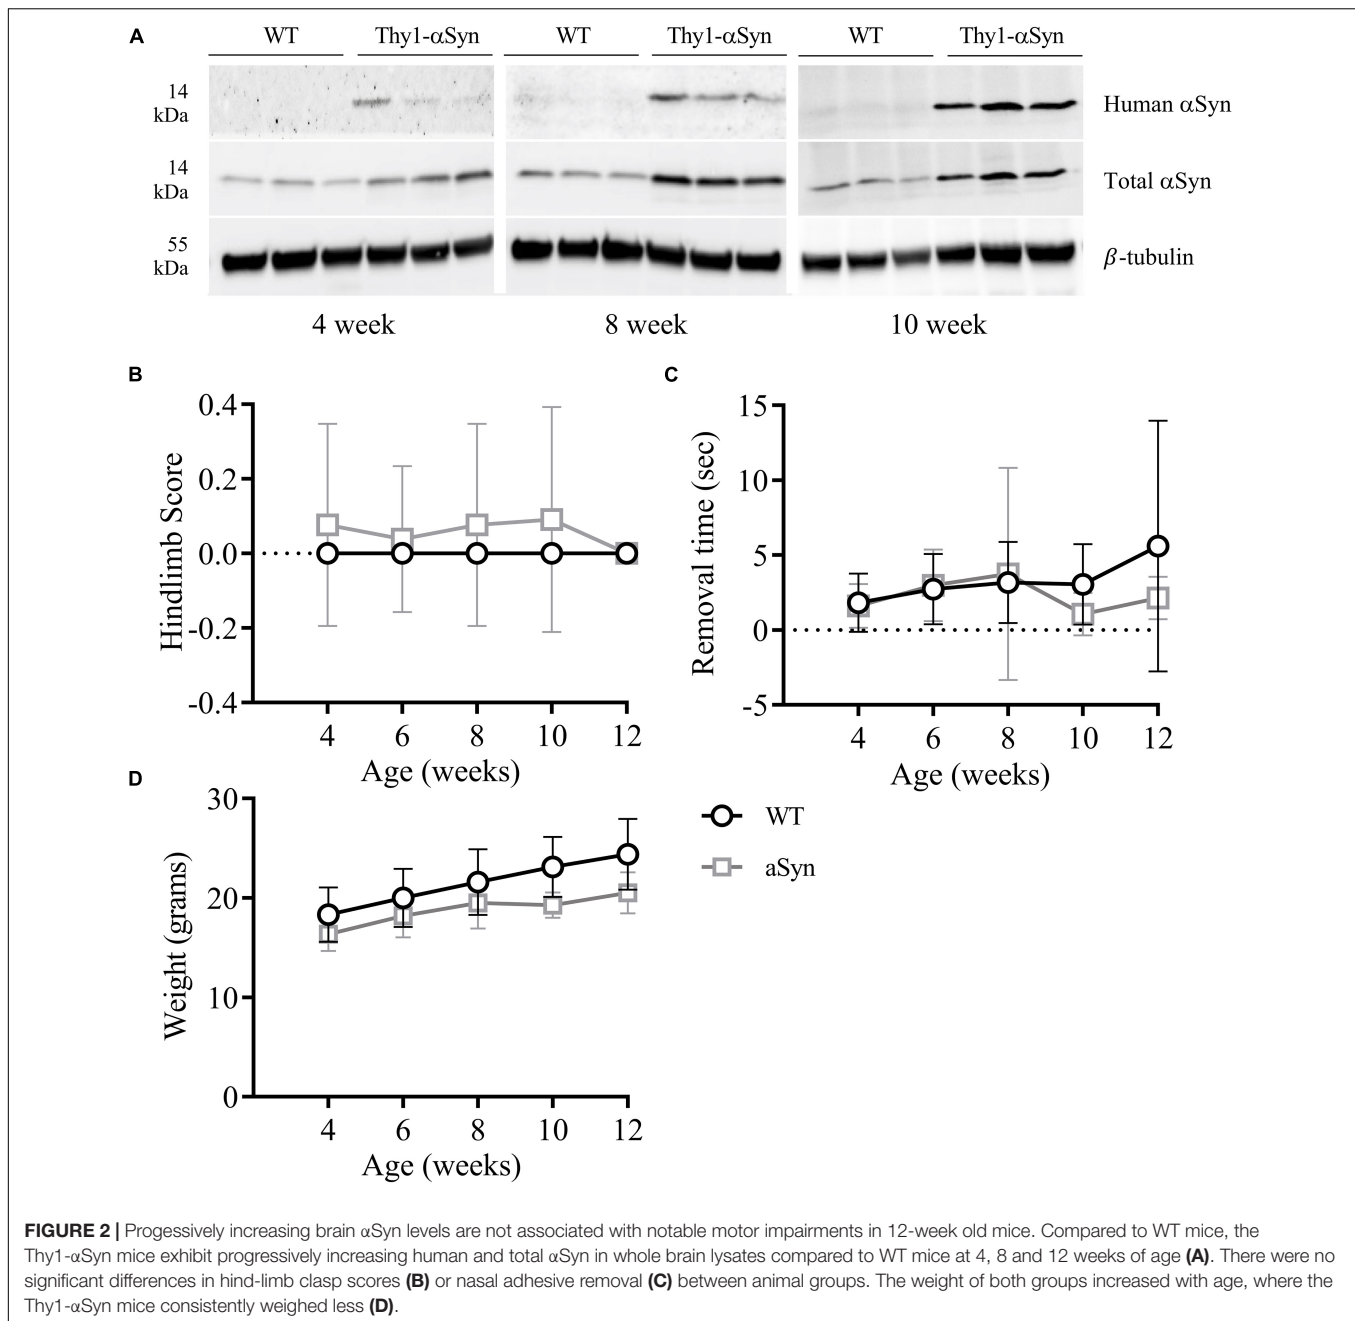 A
WT Thy1-αSyn WT Thy1-αSyn WT Thy1-αSyn
14 kDa Human αSyn
14 kDa Total αSyn
55 kDa β-tubulin
4 week 8 week 10 week
B
0.4
0.2
0.0
-0.2
-0.4
Hindlimb Score
4 6 8 10 12
Age (weeks)
C
15
10
5
0
-5
Removal time (sec)
4 6 8 10 12
Age (weeks)
D
30
20
10
0
Weight (grams)
4 6 8 10 12
Age (weeks)
WT
aSyn
FIGURE 2 | Progessively increasing brain αSyn levels are not associated with notable motor impairments in 12-week old mice. Compared to WT mice, the
Thy1-αSyn mice exhibit progressively increasing human and total αSyn in whole brain lysates compared to WT mice at 4, 8 and 12 weeks of age (A). There were no
significant differences in hind-limb clasp scores (B) or nasal adhesive removal (C) between animal groups. The weight of both groups increased with age, where the
Thy1-αSyn mice consistently weighed less (D).